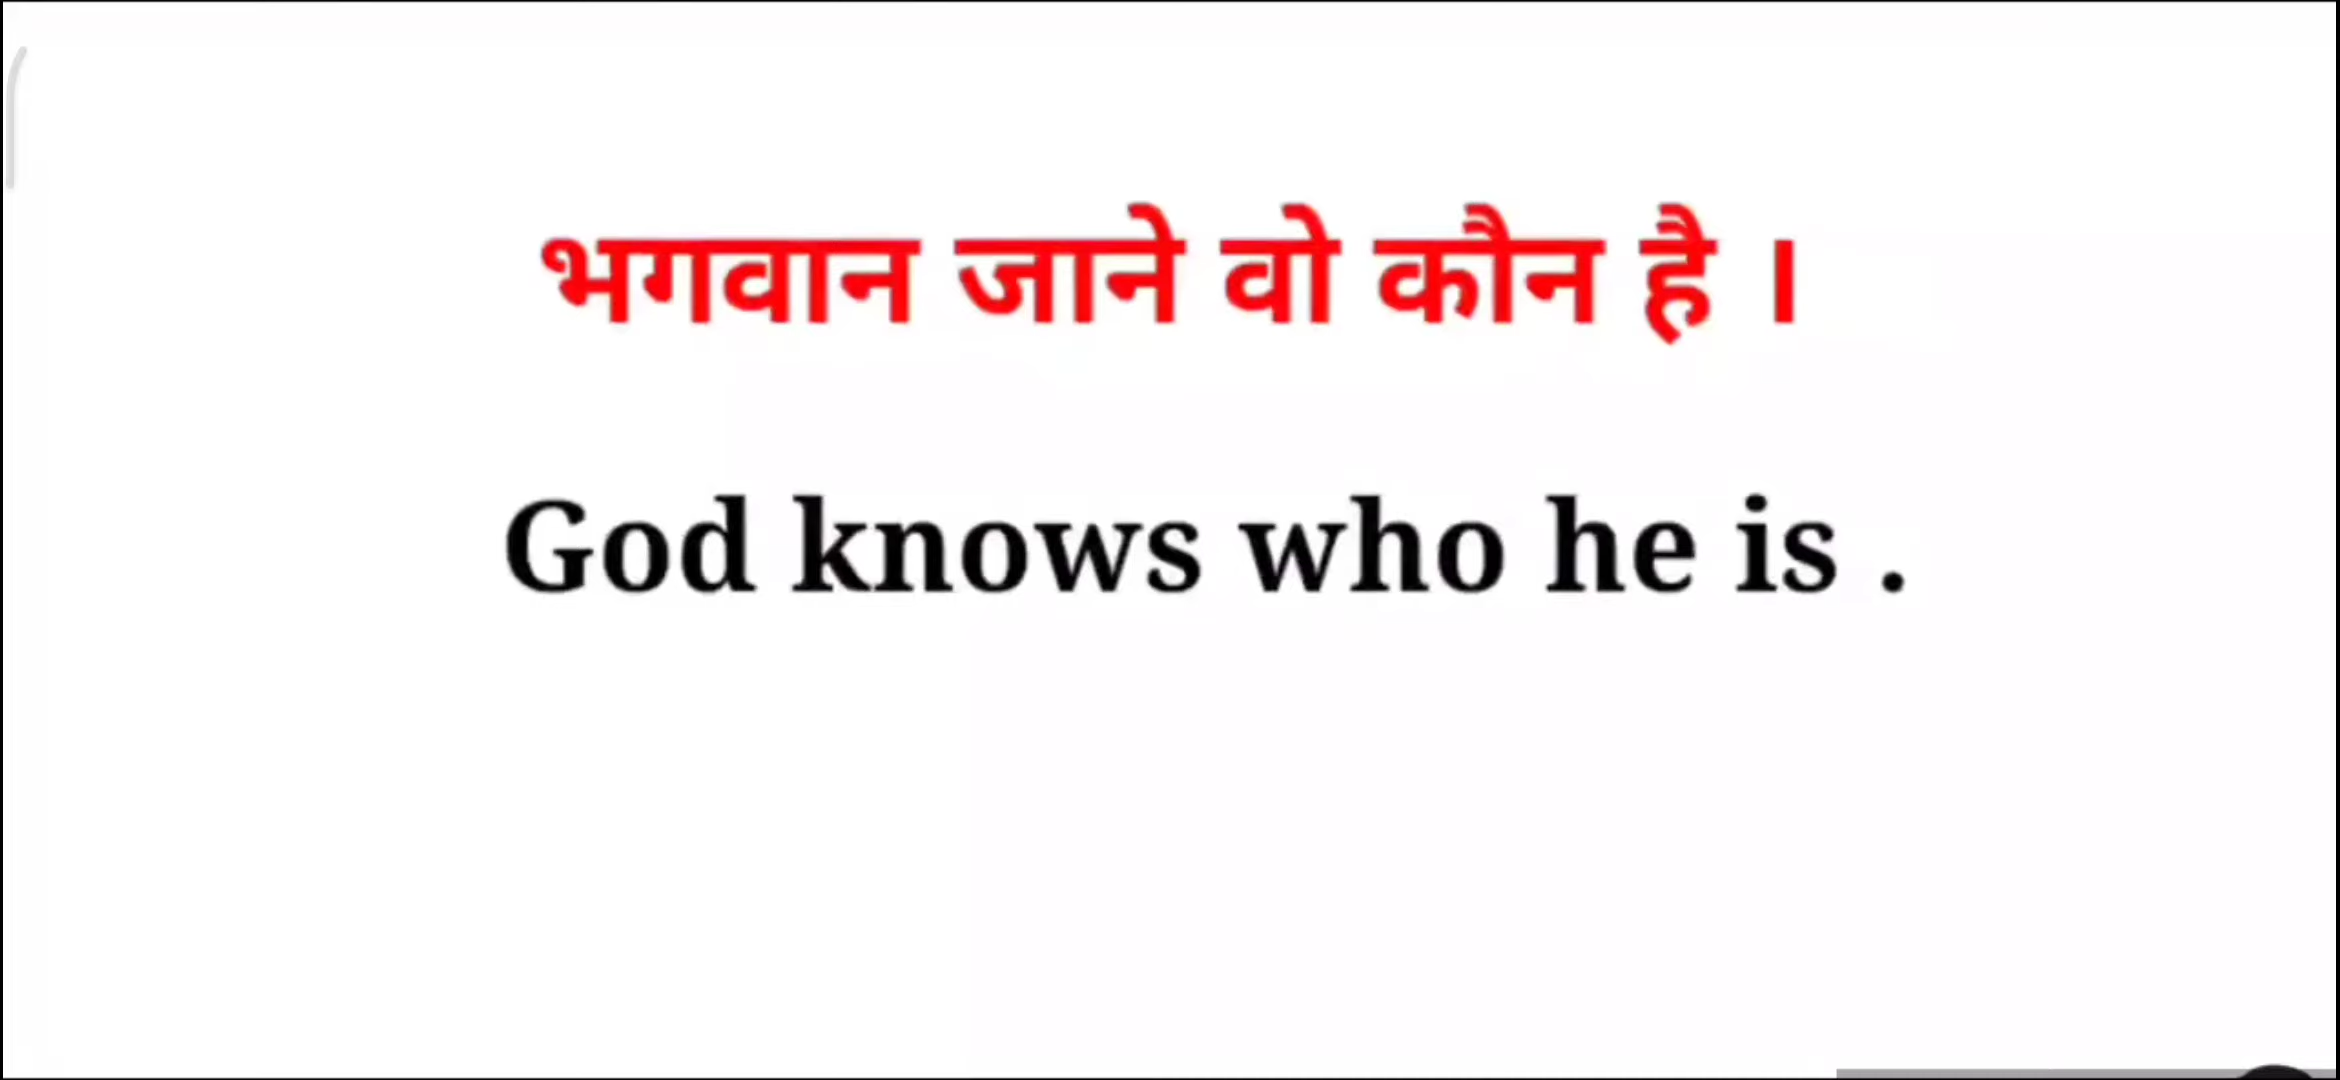 भगवान जाने वो कौन है ।
God knows who he is .